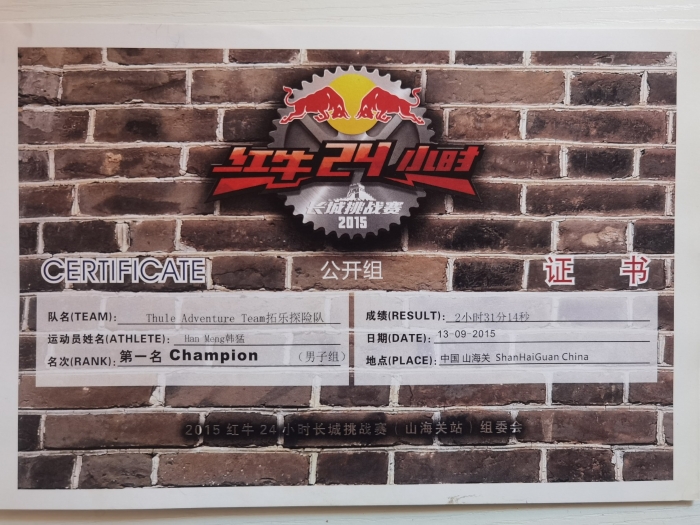 红牛 24 小时
长城挑战赛
2015
CERTIFICATE
公开组
证 书
队名(TEAM): Thule Adventure Team拓乐探险队
运动员姓名(ATHLETE): Han Meng韩猛
名次(RANK): 第一名 Champion （男子组）
成绩(RESULT): 2小时31分14秒
日期(DATE): 13-09-2015
地点(PLACE): 中国 山海关 ShanHaiGuan China
2015 红牛 24 小时长城挑战赛（山海关站）组委会